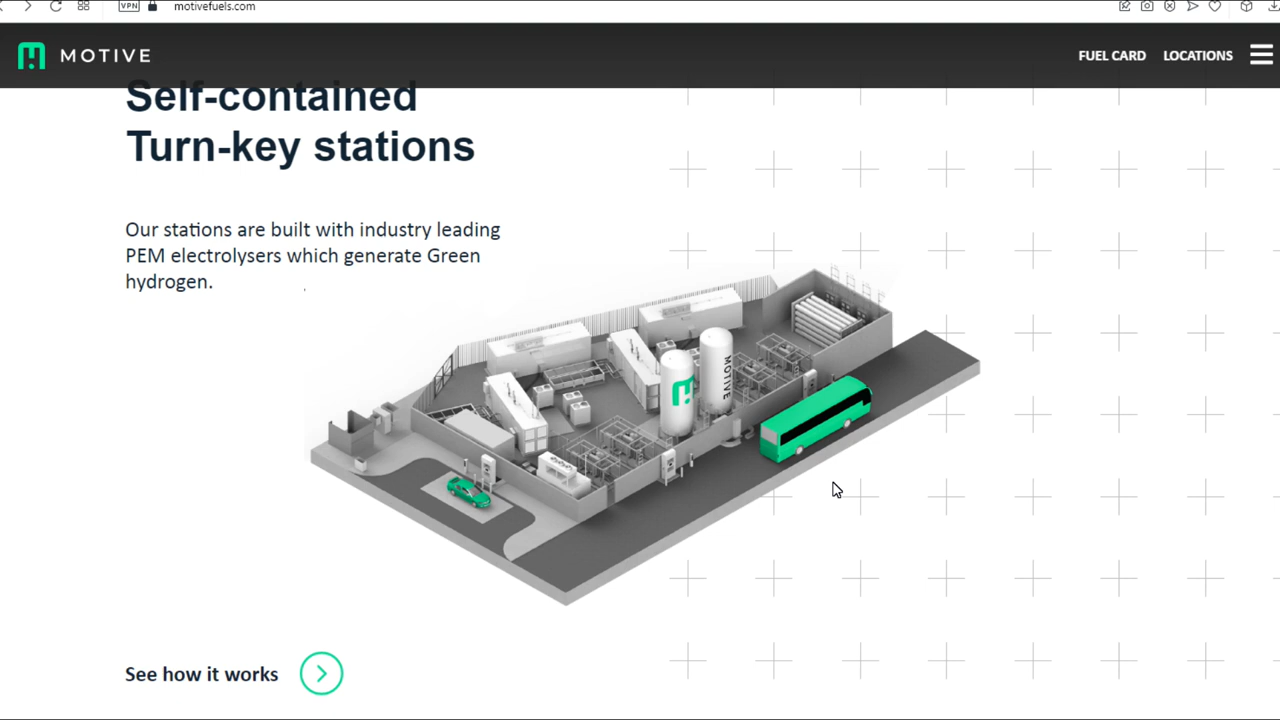 VPN
motivefuels.com
MOTIVE
FUEL CARD
LOCATIONS
Self-contained
Turn-key stations
Our stations are built with industry leading
PEM electrolysers which generate Green
hydrogen.
MOTIVE
See how it works